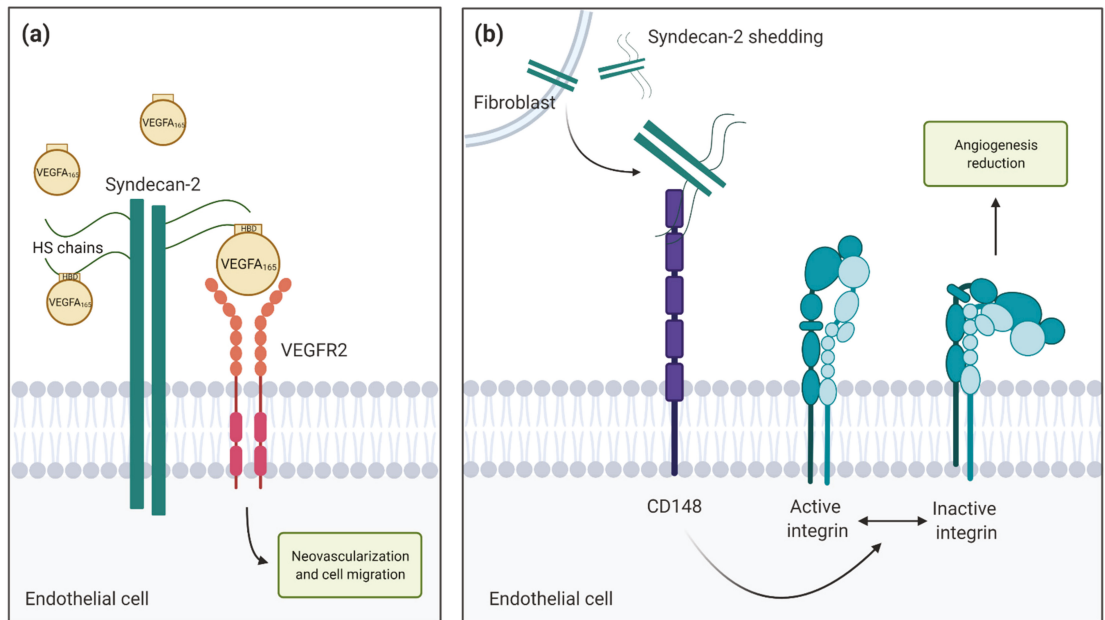 (a)
VEGFA165
VEGFA165
Syndecan-2
HS chains
HBD
VEGFA165
HBD
VEGFA165
VEGFR2
Neovascularization
and cell migration
Endothelial cell
(b)
Syndecan-2 shedding
Fibroblast
Angiogenesis
reduction
CD148
Active
integrin
Inactive
integrin
Endothelial cell